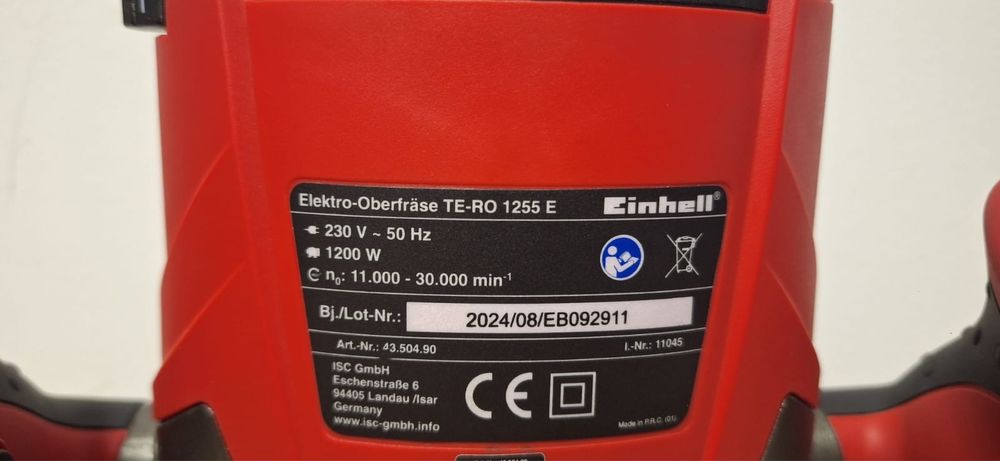 Elektro-Oberfräse TE-RO 1255 E
Einhell®
230 V ~ 50 Hz
1200 W
n₀: 11.000 - 30.000 min⁻¹
Bj./Lot-Nr.: 2024/08/EB092911
Art.-Nr.: 43.504.90 I.-Nr.: 11045
ISC GmbH
Eschenstraße 6
94405 Landau /Isar
Germany
www.isc-gmbh.info
CE
Made in P.R.C. (01)